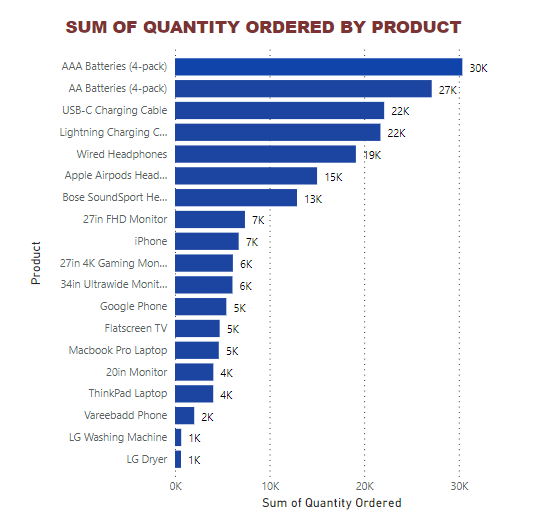 SUM OF QUANTITY ORDERED BY PRODUCT
AAA Batteries (4-pack) 30K
AA Batteries (4-pack) 27K
USB-C Charging Cable 22K
Lightning Charging C... 22K
Wired Headphones 19K
Apple Airpods Head... 15K
Bose SoundSport He... 13K
27in FHD Monitor 7K
iPhone 7K
27in 4K Gaming Mon... 6K
34in Ultrawide Monit... 6K
Google Phone 5K
Flatscreen TV 5K
Macbook Pro Laptop 5K
20in Monitor 4K
ThinkPad Laptop 4K
Vareebadd Phone 2K
LG Washing Machine 1K
LG Dryer 1K
Product
0K 10K 20K 30K
Sum of Quantity Ordered